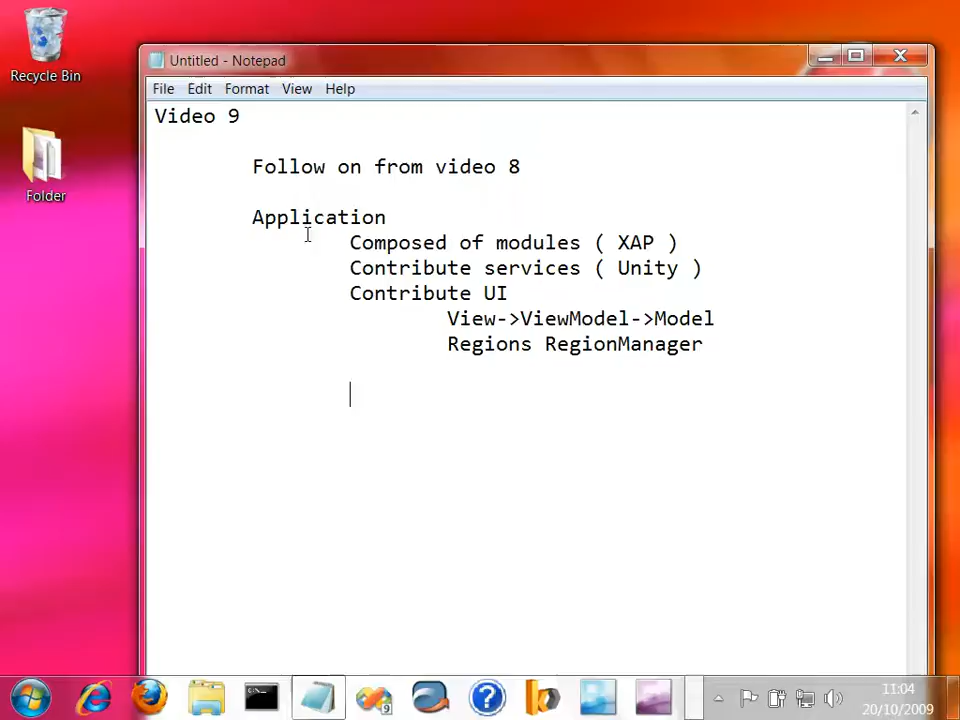 Recycle Bin
Folder
Untitled - Notepad
File Edit Format View Help
Video 9
Follow on from video 8
Application
Composed of modules ( XAP )
Contribute services ( Unity )
Contribute UI
View->ViewModel->Model
Regions RegionManager
11:04
20/10/2009